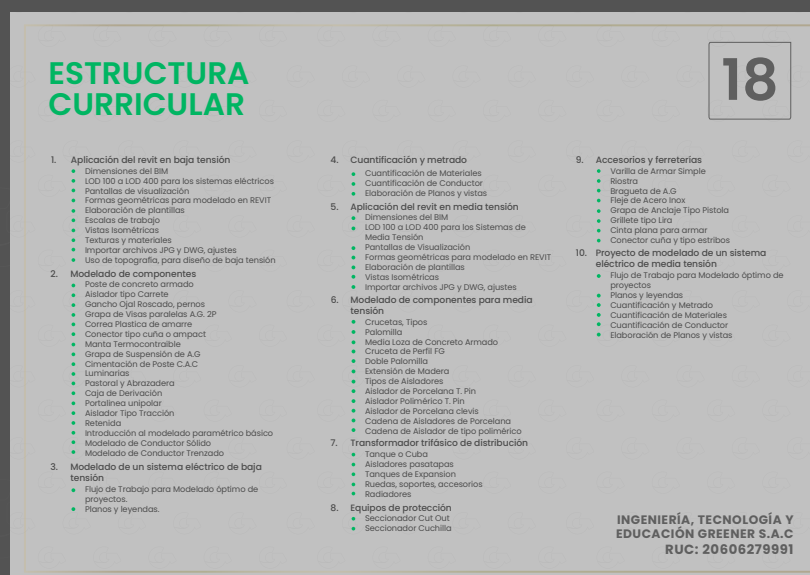 ESTRUCTURA
CURRICULAR
18
1. Aplicación del revit en baja tensión
Dimensiones del BIM
LOD 100 a LOD 400 para los sistemas eléctricos
Pantallas de visualización
Formas geométricas para modelado en REVIT
Elaboración de plantillas
Escalas de trabajo
Vistas Isométricas
Texturas y materiales
Importar archivos JPG y DWG, ajustes
Uso de topografía, para diseño de baja tensión
2. Modelado de componentes
Poste de concreto armado
Aislador tipo Carrete
Gancho Ojal Roscado, pernos
Grapa de Visas paralelas A.G. 2P
Correa Plastica de amarre
Conector tipo cuña o ampact
Manta Termocontraible
Grapa de Suspensión de A.G
Cimentación de Poste C.A.C
Luminarias
Pastoral y Abrazadera
Caja de Derivación
Portalinea unipolar
Aislador Tipo Tracción
Retenida
Introducción al modelado paramétrico básico
Modelado de Conductor Sólido
Modelado de Conductor Trenzado
3. Modelado de un sistema eléctrico de baja
tensión
Flujo de Trabajo para Modelado óptimo de
proyectos.
Planos y leyendas.
4. Cuantificación y metrado
Cuantificación de Materiales
Cuantificación de Conductor
Elaboración de Planos y vistas
5. Aplicación del revit en media tensión
Dimensiones del BIM
LOD 100 a LOD 400 para los Sistemas de
Media Tensión
Pantallas de Visualización
Formas geométricas para modelado en REVIT
Elaboración de plantillas
Vistas Isométricas
Importar archivos JPG y DWG, ajustes
6. Modelado de componentes para media
tensión
Crucetas, Tipos
Palomilla
Media Loza de Concreto Armado
Cruceta de Perfil FG
Doble Palomilla
Extensión de Madera
Tipos de Aisladores
Aislador de Porcelana T. Pin
Aislador Polimérico T. Pin
Aislador de Porcelana clevis
Cadena de Aisladores de Porcelana
Cadena de Aislador de tipo polimérico
7. Transformador trifásico de distribución
Tanque o Cuba
Aisladores pasatapas
Tanques de Expansion
Ruedas, soportes, accesorios
Radiadores
8. Equipos de protección
Seccionador Cut Out
Seccionador Cuchilla
9. Accesorios y ferreterías
Varilla de Armar Simple
Riostra
Bragueta de A.G
Fleje de Acero Inox
Grapa de Anclaje Tipo Pistola
Grillete tipo Lira
Cinta plana para armar
Conector cuña y tipo estribos
10. Proyecto de modelado de un sistema
eléctrico de media tensión
Flujo de Trabajo para Modelado óptimo de
proyectos
Planos y leyendas
Cuantificación y Metrado
Cuantificación de Materiales
Cuantificación de Conductor
Elaboración de Planos y vistas
INGENIERÍA, TECNOLOGÍA Y
EDUCACIÓN GREENER S.A.C
RUC: 20606279991